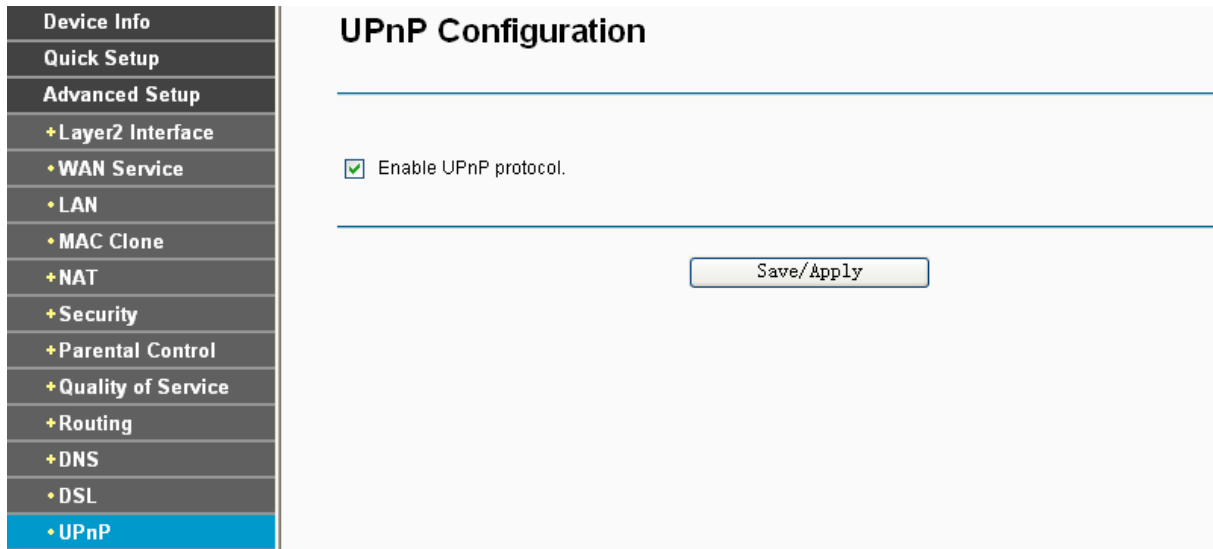 Device Info
Quick Setup
Advanced Setup
+Layer2 Interface
•WAN Service
•LAN
•MAC Clone
+NAT
+Security
+Parental Control
+Quality of Service
+Routing
+DNS
•DSL
•UPnP
UPnP Configuration
Enable UPnP protocol.
Save/Apply